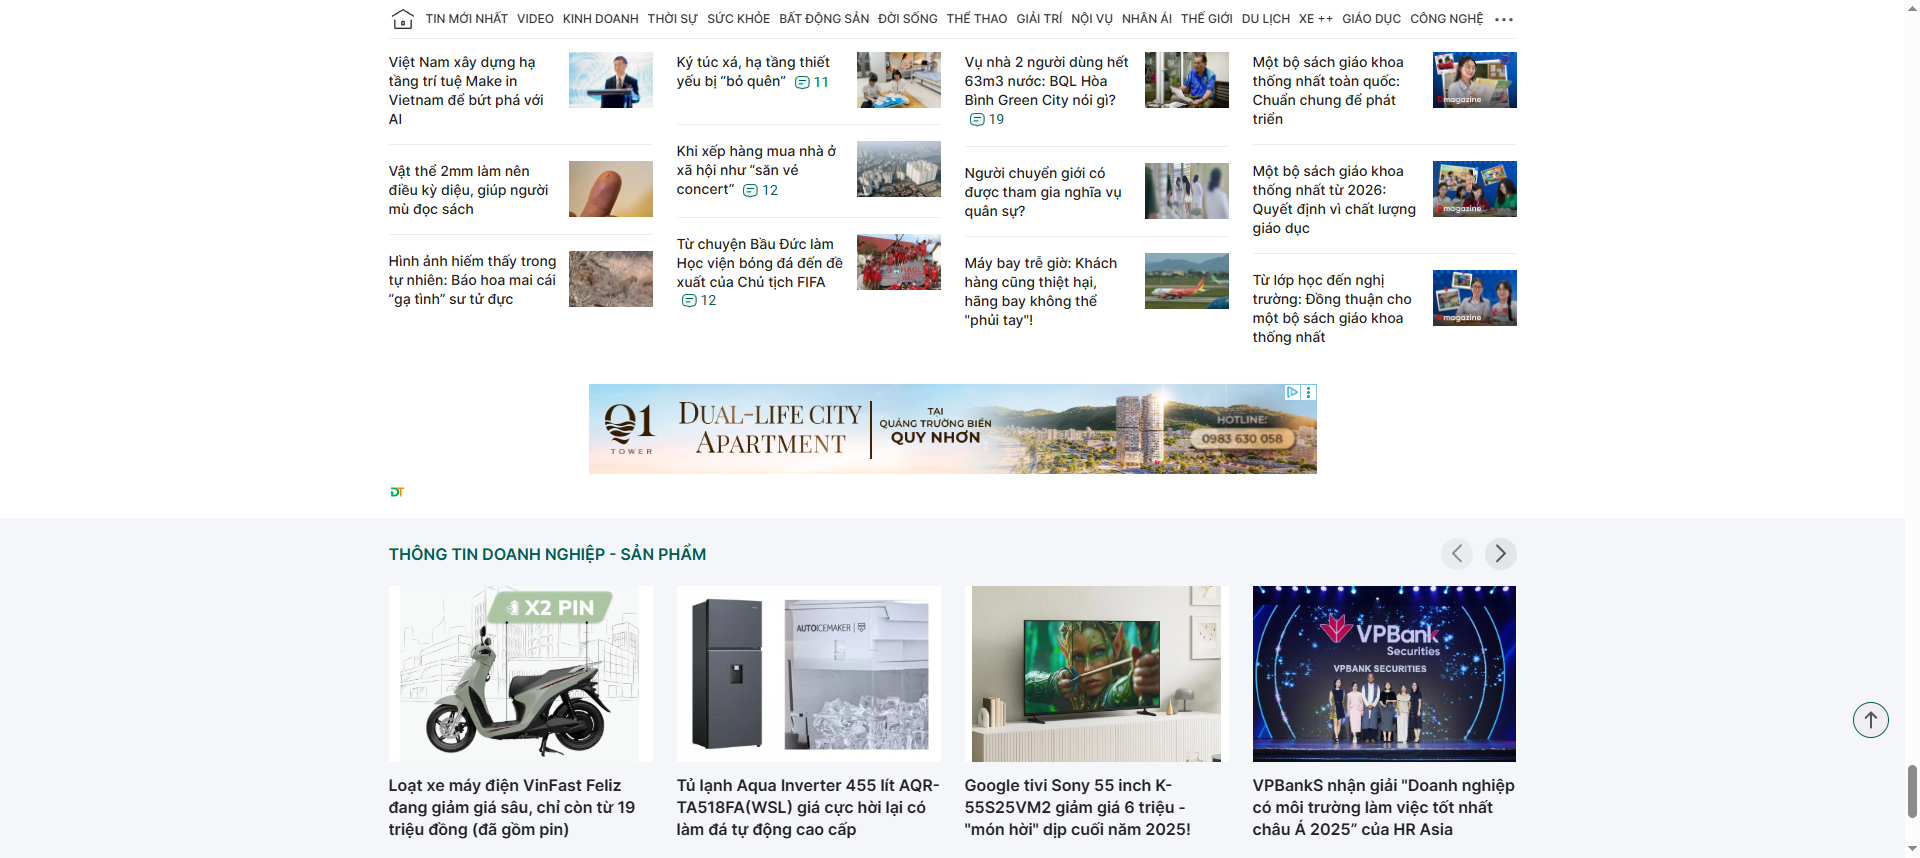 TIN MỚI NHẤT VIDEO KINH DOANH THỜI SỰ SỨC KHỎE BẤT ĐỘNG SẢN ĐỜI SỐNG THỂ THAO GIẢI TRÍ NỘI VỤ NHÂN ÁI THẾ GIỚI DU LỊCH XE ++ GIÁO DỤC CÔNG NGHỆ
Việt Nam xây dựng hạ
tầng trí tuệ Make in
Vietnam để bứt phá với
AI
Vật thể 2mm làm nên
điều kỳ diệu, giúp người
mù đọc sách
Hình ảnh hiếm thấy trong
tự nhiên: Báo hoa mai cái
“gạ tình” sư tử đực
Ký túc xá, hạ tầng thiết
yếu bị “bỏ quên” 11
Khi xếp hàng mua nhà ở
xã hội như “săn vé
concert” 12
Từ chuyện Bầu Đức làm
Học viện bóng đá đến đề
xuất của Chủ tịch FIFA
12
Vụ nhà 2 người dùng hết
63m3 nước: BQL Hòa
Bình Green City nói gì?
19
Người chuyển giới có
được tham gia nghĩa vụ
quân sự?
Máy bay trễ giờ: Khách
hàng cũng thiệt hại,
hãng bay không thể
"phủi tay"!
Một bộ sách giáo khoa
thống nhất toàn quốc:
Chuẩn chung để phát
triển
Dmagazine
Một bộ sách giáo khoa
thống nhất từ 2026:
Quyết định vì chất lượng
giáo dục
Dmagazine
Từ lớp học đến nghị
trường: Đồng thuận cho
một bộ sách giáo khoa
thống nhất
Dmagazine
Q1
TOWER
DUAL-LIFE CITY
APARTMENT
TẠI
QUẢNG TRƯỜNG BIỂN
QUY NHƠN
HOTLINE:
0983 630 058
DT
THÔNG TIN DOANH NGHIỆP - SẢN PHẨM
X2 PIN
Loạt xe máy điện VinFast Feliz
đang giảm giá sâu, chỉ còn từ 19
triệu đồng (đã gồm pin)
AUTOICEMAKER
Tủ lạnh Aqua Inverter 455 lít AQR-
TA518FA(WSL) giá cực hời lại có
làm đá tự động cao cấp
Google tivi Sony 55 inch K-
55S25VM2 giảm giá 6 triệu -
"món hời" dịp cuối năm 2025!
VPBank
Securities
VPBANK SECURITIES
VPBankS nhận giải "Doanh nghiệp
có môi trường làm việc tốt nhất
châu Á 2025” của HR Asia